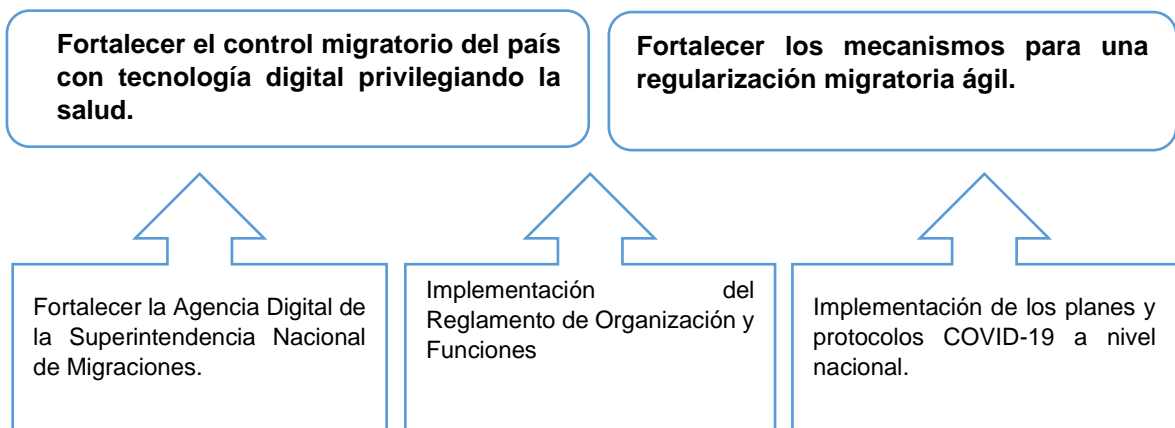 Fortalecer el control migratorio del país
con tecnología digital privilegiando la
salud.
Fortalecer los mecanismos para una
regularización migratoria ágil.
Fortalecer la Agencia Digital de
la Superintendencia Nacional
de Migraciones.
Implementación del
Reglamento de Organización y
Funciones
Implementación de los planes y
protocolos COVID-19 a nivel
nacional.